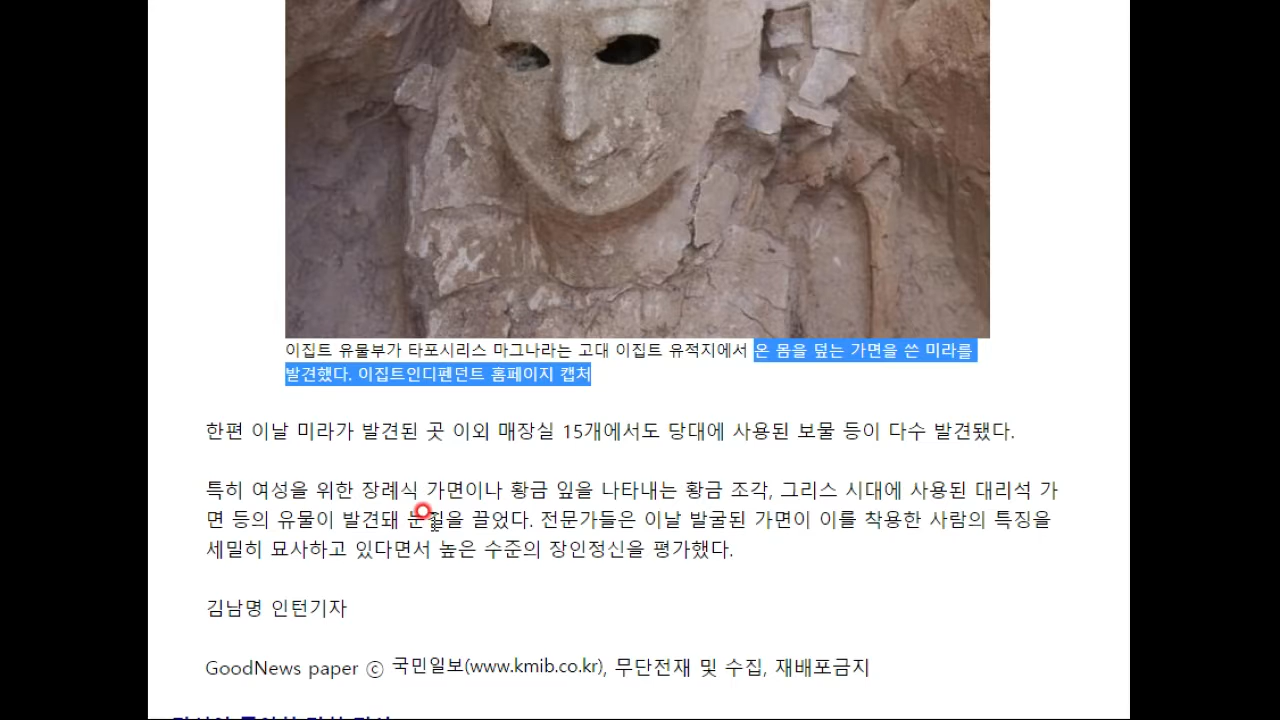 이집트 유물부가 타포시리스 마그나라는 고대 이집트 유적지에서 온 몸을 덮는 가면을 쓴 미라를
발견했다. 이집트인디펜던트 홈페이지 캡처
한편 이날 미라가 발견된 곳 이외 매장실 15개에서도 당대에 사용된 보물 등이 다수 발견됐다.
특히 여성을 위한 장례식 가면이나 황금 잎을 나타내는 황금 조각, 그리스 시대에 사용된 대리석 가
면 등의 유물이 발견돼 눈길을 끌었다. 전문가들은 이날 발굴된 가면이 이를 착용한 사람의 특징을
세밀히 묘사하고 있다면서 높은 수준의 장인정신을 평가했다.
김남명 인턴기자
GoodNews paper ⓒ 국민일보(www.kmib.co.kr), 무단전재 및 수집, 재배포금지